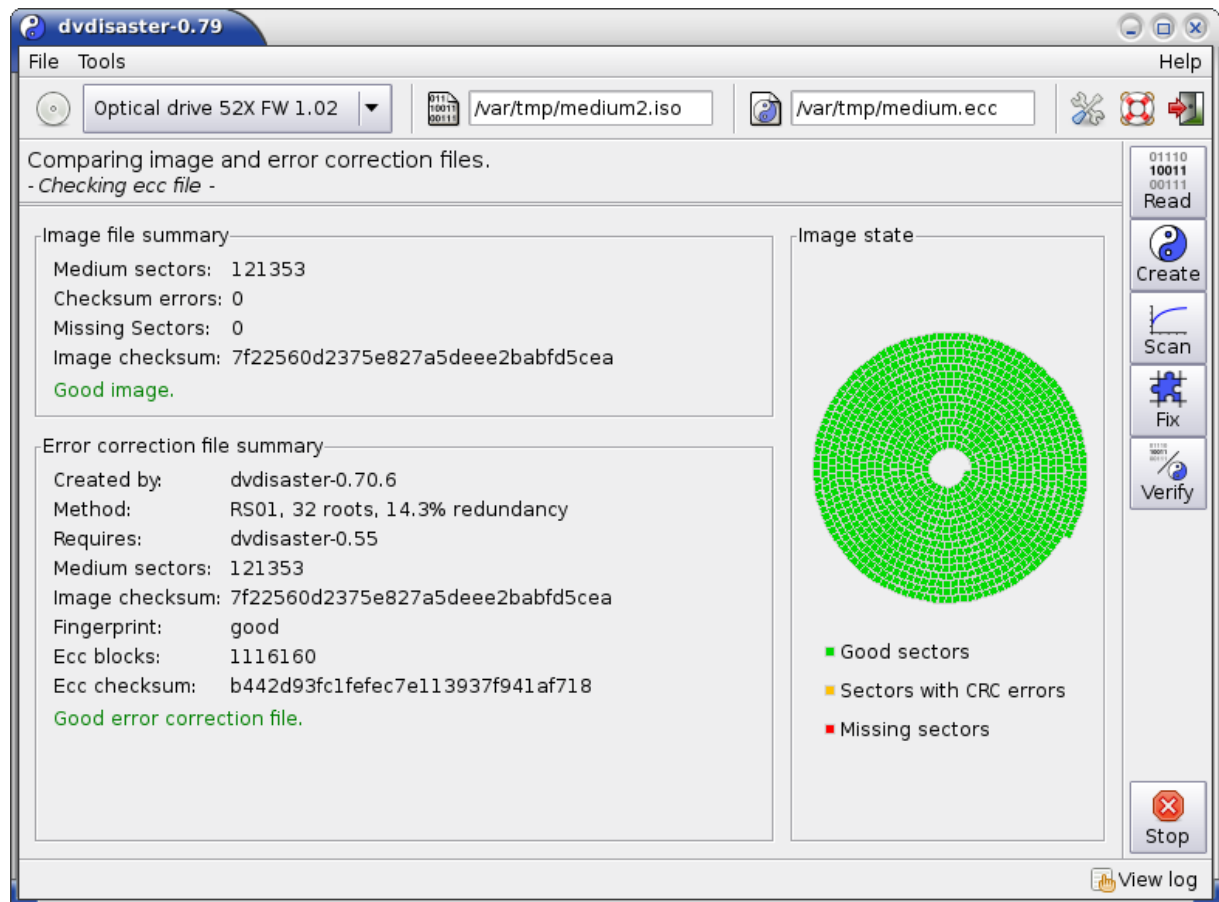 dvdisaster-0.79
File Tools Help
Optical drive 52X FW 1.02 /var/tmp/medium2.iso /var/tmp/medium.ecc
Comparing image and error correction files.
- Checking ecc file -
Image file summary
Medium sectors: 121353
Checksum errors: 0
Missing Sectors: 0
Image checksum: 7f22560d2375e827a5deee2babfd5cea
Good image.
Error correction file summary
Created by: dvdisaster-0.70.6
Method: RS01, 32 roots, 14.3% redundancy
Requires: dvdisaster-0.55
Medium sectors: 121353
Image checksum: 7f22560d2375e827a5deee2babfd5cea
Fingerprint: good
Ecc blocks: 1116160
Ecc checksum: b442d93fc1fefec7e113937f941af718
Good error correction file.
Image state
Good sectors
Sectors with CRC errors
Missing sectors
01110
10011
00111
Read
Create
Scan
Fix
Verify
Stop
View log